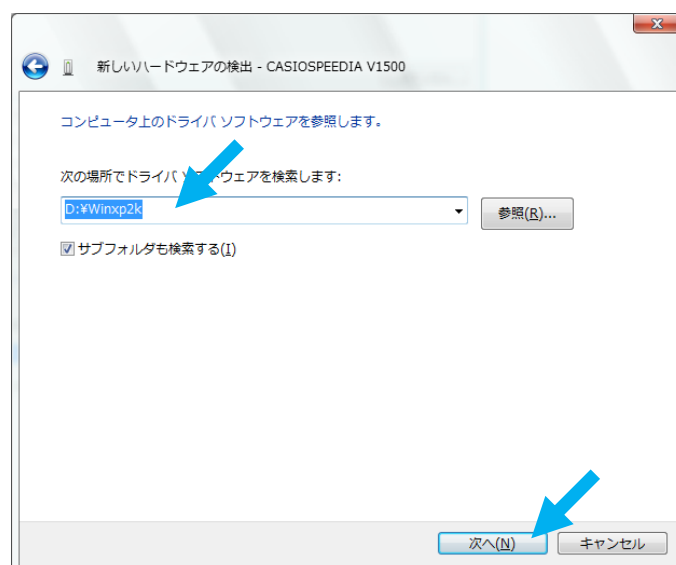 新しいハードウェアの検出 - CASIOSPEEDIA V1500
コンピュータ上のドライバ ソフトウェアを参照します。
次の場所でドライバ ソフトウェアを検索します:
D:¥Winxp2k
参照(R)...
サブフォルダも検索する(I)
次へ(N)
キャンセル